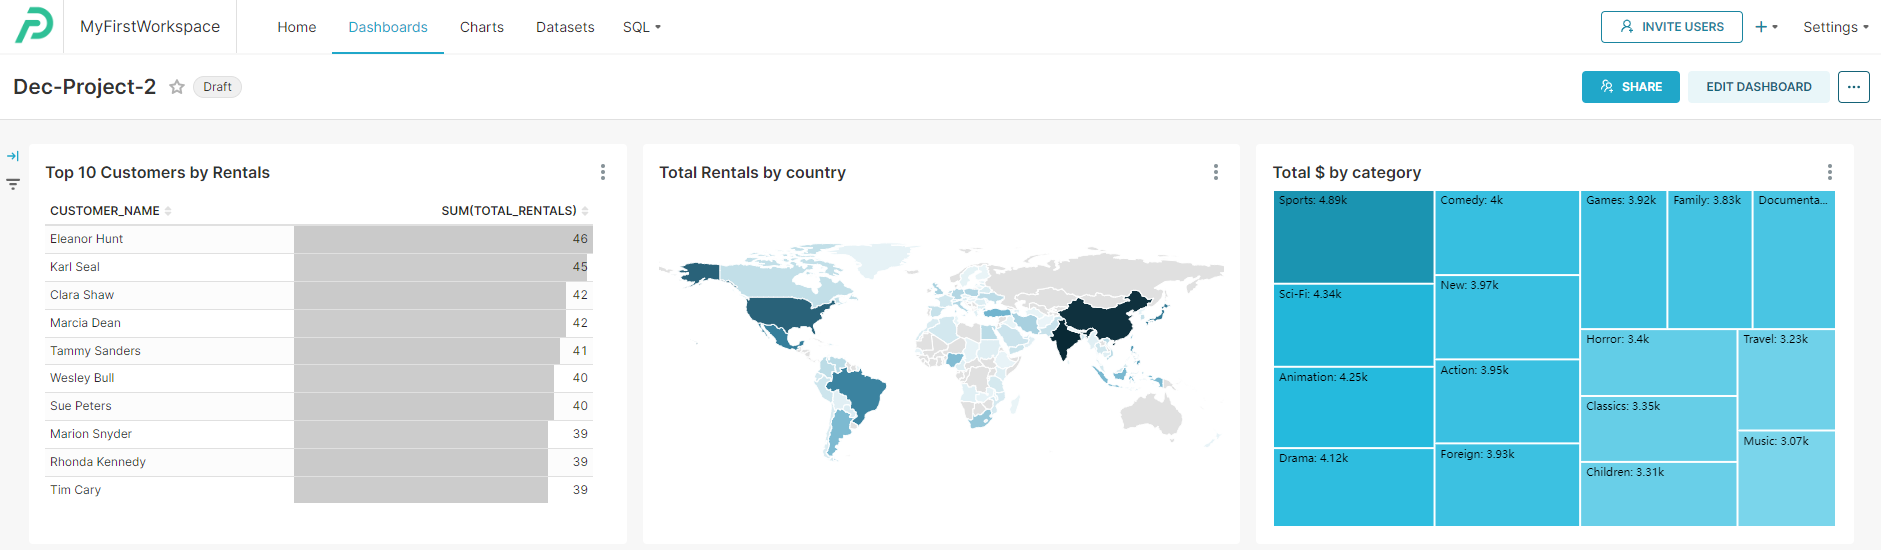 MyFirstWorkspace
Home
Dashboards
Charts
Datasets
SQL
INVITE USERS
Settings
Dec-Project-2
Draft
SHARE
EDIT DASHBOARD
Top 10 Customers by Rentals
CUSTOMER_NAME SUM(TOTAL_RENTALS)
Eleanor Hunt 46
Karl Seal 45
Clara Shaw 42
Marcia Dean 42
Tammy Sanders 41
Wesley Bull 40
Sue Peters 40
Marion Snyder 39
Rhonda Kennedy 39
Tim Cary 39
Total Rentals by country
Total $ by category
Sports: 4.89k
Sci-Fi: 4.34k
Animation: 4.25k
Drama: 4.12k
Comedy: 4k
New: 3.97k
Action: 3.95k
Foreign: 3.93k
Games: 3.92k
Family: 3.83k
Documenta...
Horror: 3.4k
Classics: 3.35k
Children: 3.31k
Travel: 3.23k
Music: 3.07k